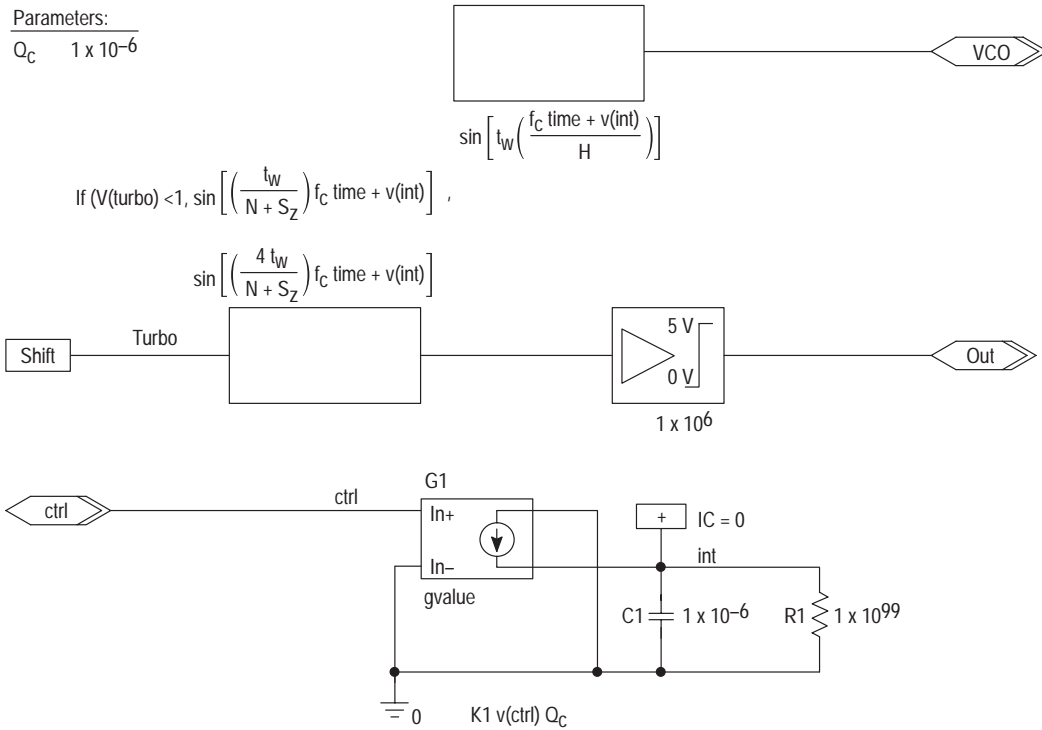 Parameters:
Q_C 1 x 10^–6
VCO
sin [ t_W ( (f_C time + v(int)) / H ) ]
If (V(turbo) <1, sin [ ( t_W / (N + S_Z) ) f_C time + v(int) ] ,
sin [ ( 4 t_W / (N + S_Z) ) f_C time + v(int) ]
Shift
Turbo
5 V
0 V
Out
1 x 10^6
ctrl
ctrl
G1
In+
In–
gvalue
+
IC = 0
int
C1
1 x 10^–6
R1
1 x 10^99
0
K1 v(ctrl) Q_C